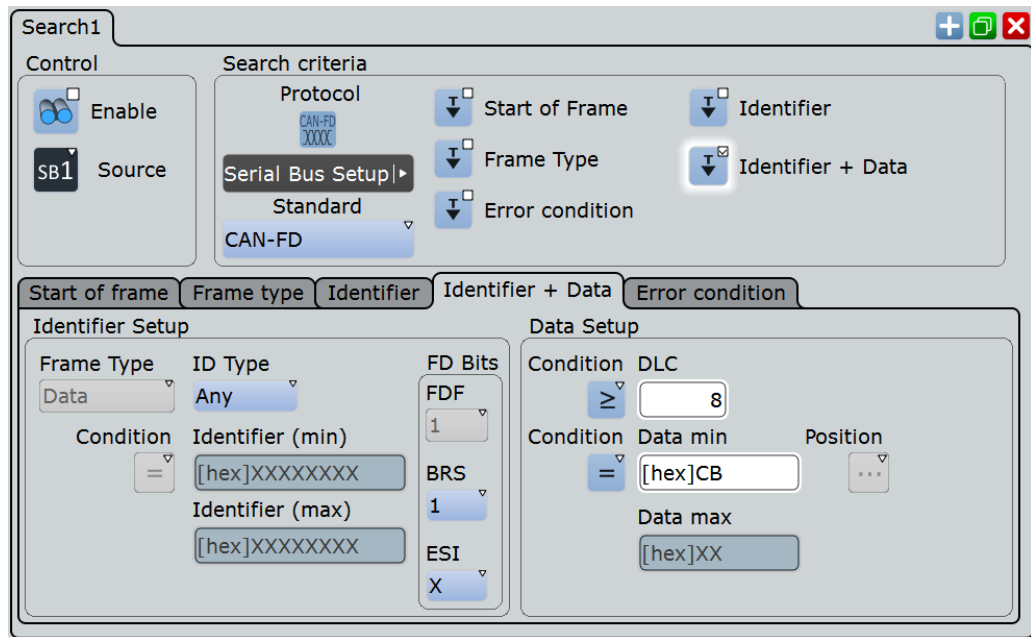 Search1
Control
Search criteria
Enable
SB1
Source
Protocol
CAN-FD
XXXX
Serial Bus Setup
Standard
CAN-FD
T
Start of Frame
T
Frame Type
T
Error condition
T
Identifier
T
Identifier + Data
Start of frame
Frame type
Identifier
Identifier + Data
Error condition
Identifier Setup
Frame Type
ID Type
Data
Any
Condition
Identifier (min)
=
[hex]XXXXXXXX
Identifier (max)
[hex]XXXXXXXX
FD Bits
FDF
1
BRS
1
ESI
X
Data Setup
Condition
DLC
≥
8
Condition
Data min
Position
=
[hex]CB
...
Data max
[hex]XX